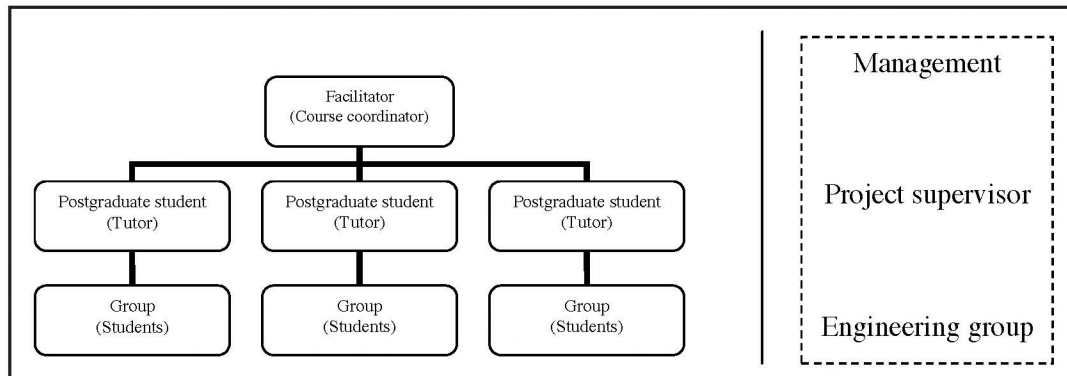 Facilitator
(Course coordinator)
Postgraduate student
(Tutor)
Postgraduate student
(Tutor)
Postgraduate student
(Tutor)
Group
(Students)
Group
(Students)
Group
(Students)
Management
Project supervisor
Engineering group